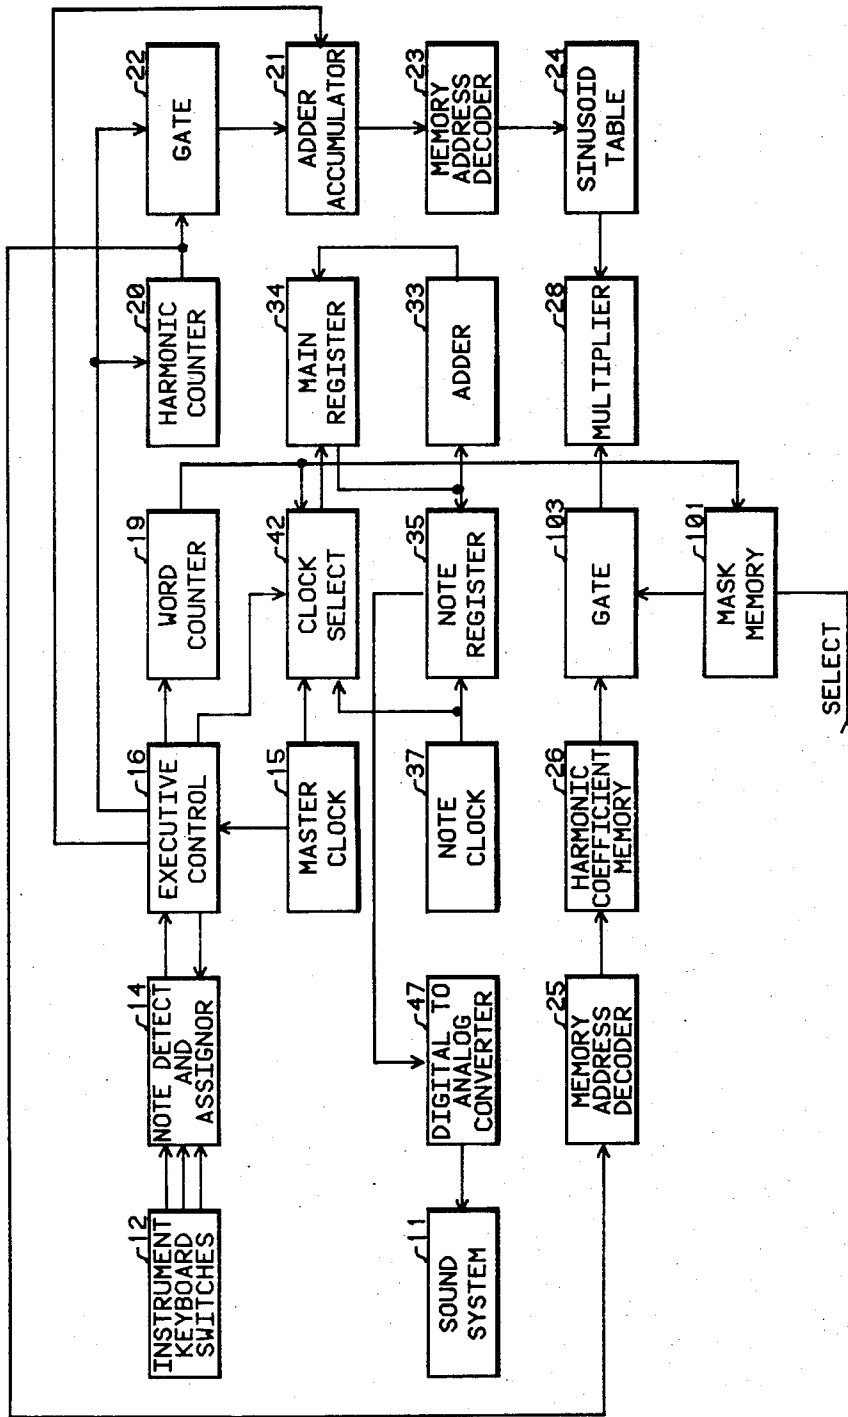 12
INSTRUMENT
KEYBOARD
SWITCHES
14
NOTE DETECT
AND
ASSIGNOR
16
EXECUTIVE
CONTROL
19
WORD
COUNTER
20
HARMONIC
COUNTER
22
GATE
15
MASTER
CLOCK
42
CLOCK
SELECT
34
MAIN
REGISTER
21
ADDER
ACCUMULATOR
11
SOUND
SYSTEM
47
DIGITAL TO
ANALOG
CONVERTER
37
NOTE
CLOCK
35
NOTE
REGISTER
33
ADDER
23
MEMORY
ADDRESS
DECODER
25
MEMORY
ADDRESS
DECODER
26
HARMONIC
COEFFICIENT
MEMORY
103
GATE
28
MULTIPLIER
24
SINUSOID
TABLE
101
MASK
MEMORY
SELECT